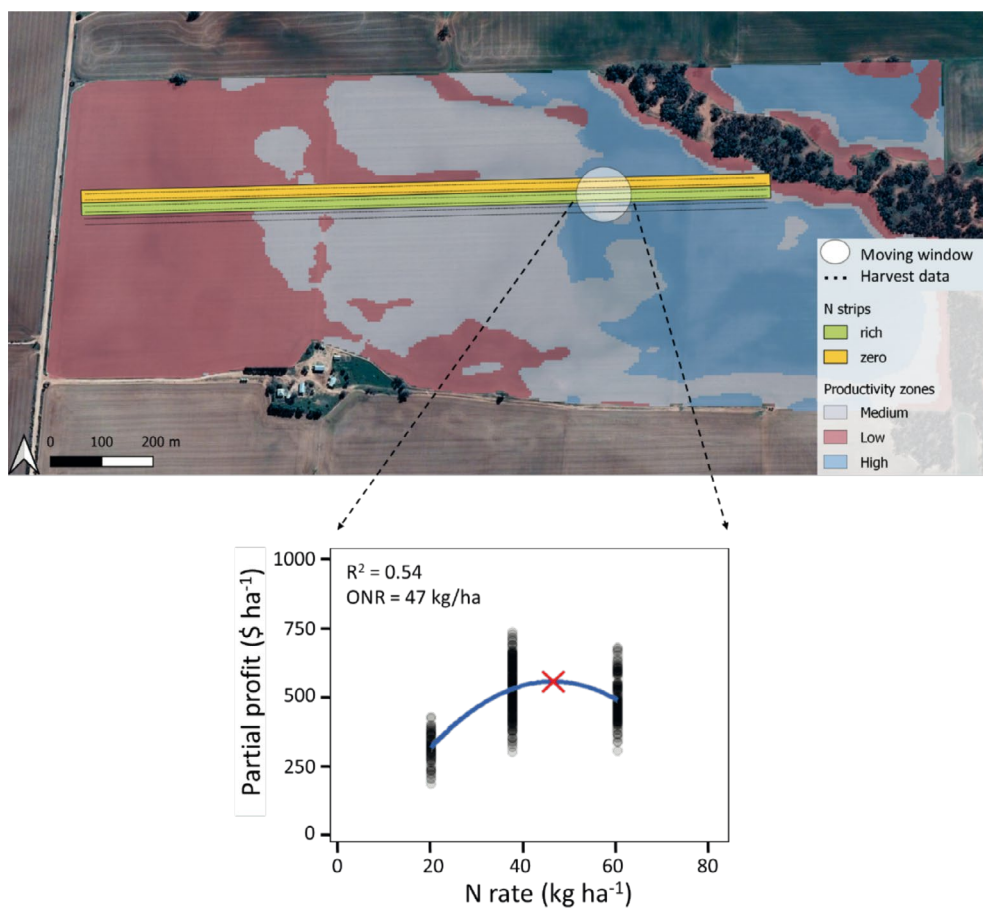 Moving window
Harvest data
N strips
rich
zero
Productivity zones
Medium
Low
High
0 100 200 m
R² = 0.54
ONR = 47 kg/ha
Partial profit ($ ha⁻¹)
1000
750
500
250
0
0 20 40 60 80
N rate (kg ha⁻¹)